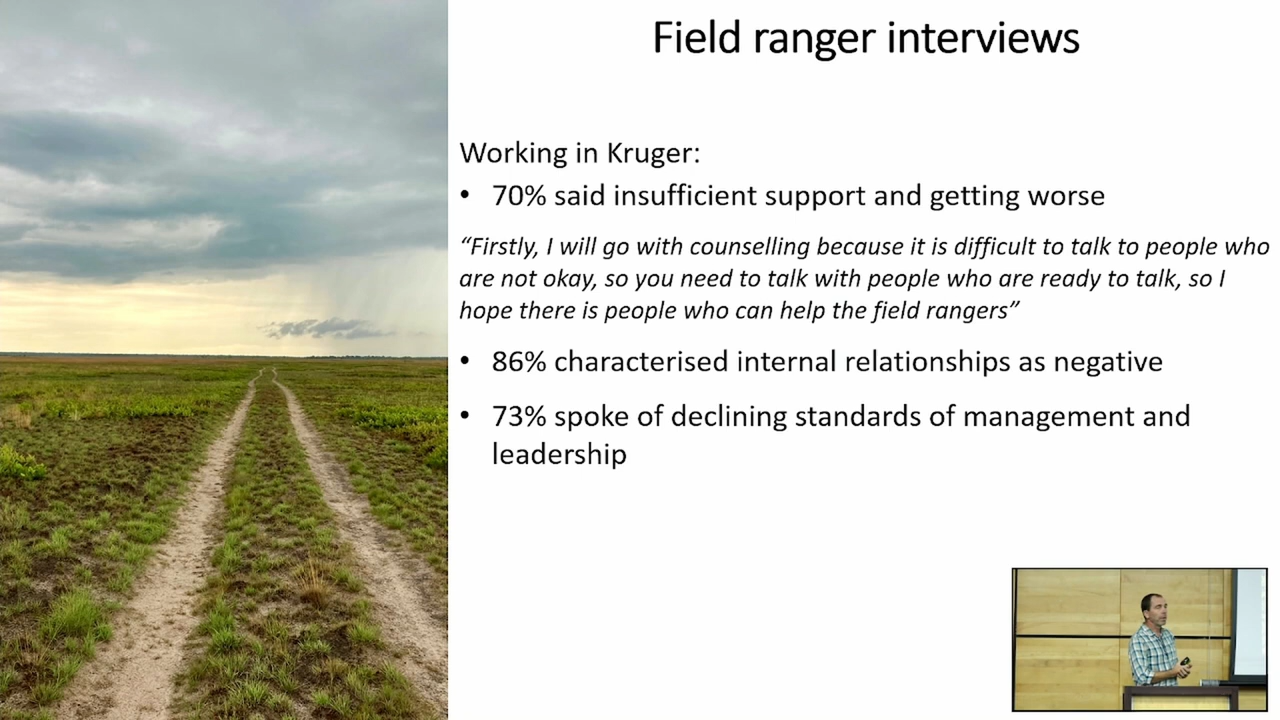 Field ranger interviews
Working in Kruger:
• 70% said insufficient support and getting worse
“Firstly, I will go with counselling because it is difficult to talk to people who
are not okay, so you need to talk with people who are ready to talk, so I
hope there is people who can help the field rangers”
• 86% characterised internal relationships as negative
• 73% spoke of declining standards of management and
leadership